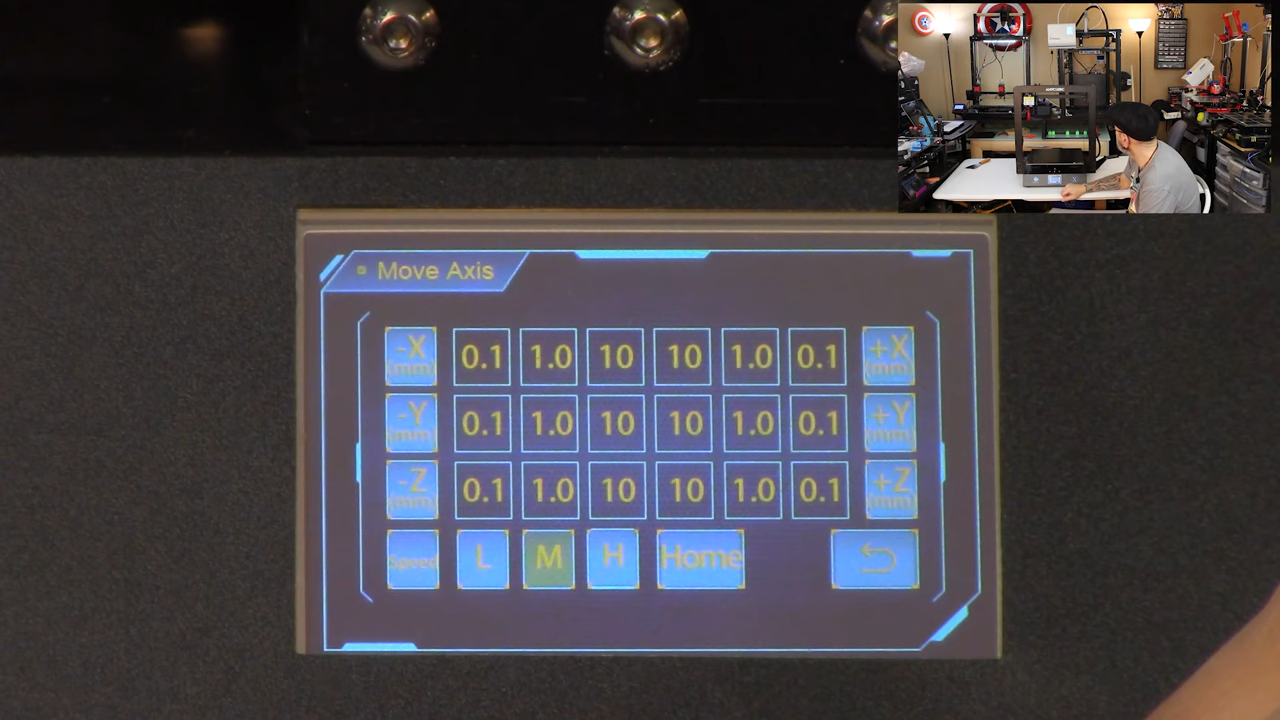 Move Axis
-X (mm) 0.1 1.0 10 10 1.0 0.1 +X (mm)
-Y (mm) 0.1 1.0 10 10 1.0 0.1 +Y (mm)
-Z (mm) 0.1 1.0 10 10 1.0 0.1 +Z (mm)
Speed L M H Home